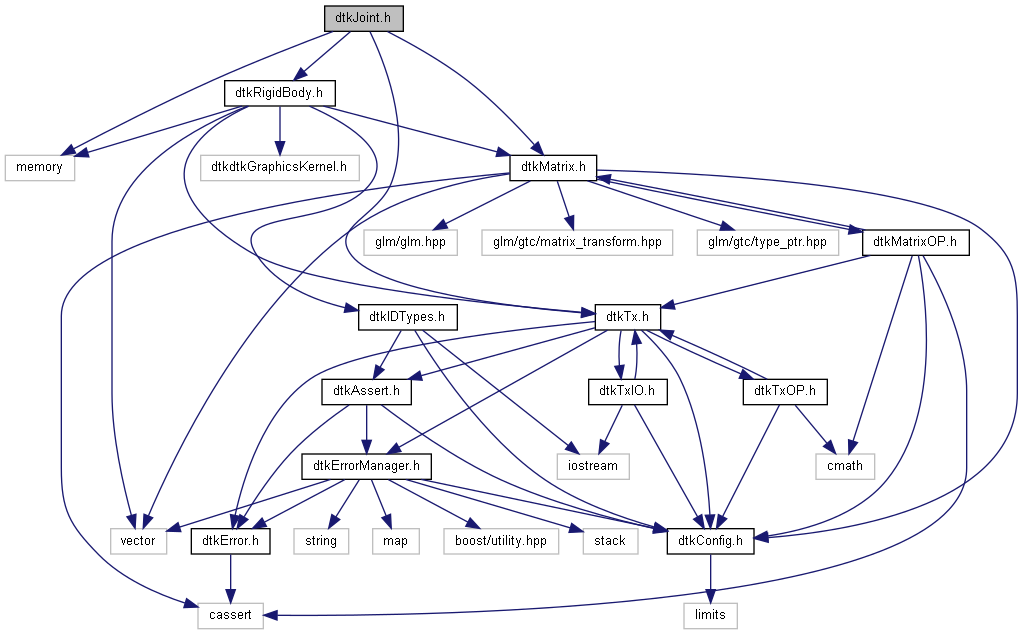 dtkJoint.h
dtkRigidBody.h
memory
dtkdtkGraphicsKernel.h
dtkMatrix.h
glm/glm.hpp
glm/gtc/matrix_transform.hpp
glm/gtc/type_ptr.hpp
dtkMatrixOP.h
dtkIDTypes.h
dtkTx.h
dtkAssert.h
dtkTxIO.h
dtkTxOP.h
dtkErrorManager.h
iostream
cmath
vector
dtkError.h
string
map
boost/utility.hpp
stack
dtkConfig.h
cassert
limits